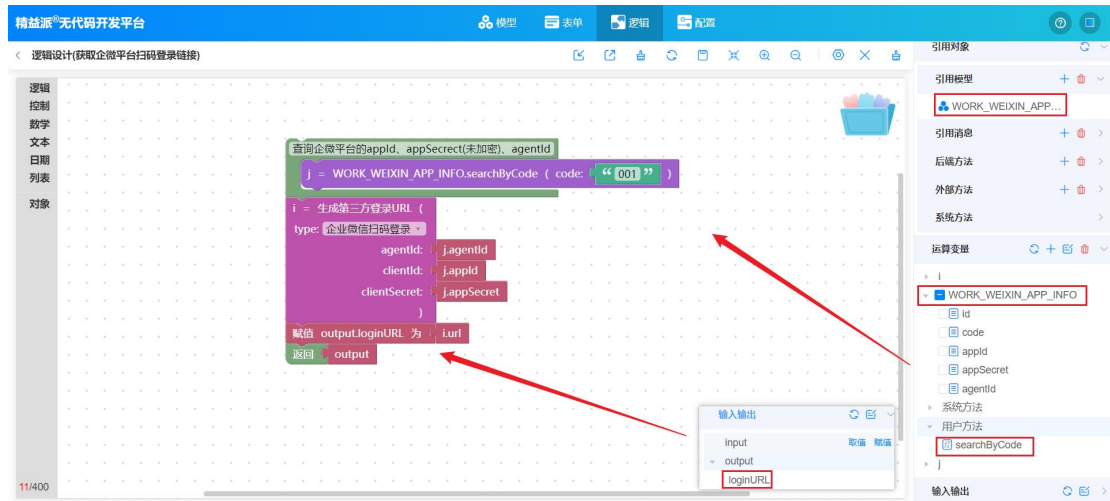 精益派®无代码开发平台
模型
表单
逻辑
配置
逻辑设计(获取企微平台扫码登录链接)
逻辑
控制
数学
文本
日期
列表
对象
查询企微平台的appId、appSecrect(未加密)、agentId
j = WORK_WEIXIN_APP_INFO.searchByCode ( code: “ 001 ” )
i = 生成第三方登录URL (
type: 企业微信扫码登录
agentId: j.agentId
clientId: j.appId
clientSecret: j.appSecret
)
赋值 output.loginURL 为 i.url
返回 output
11/400
输入输出
input 取值 赋值
output
loginURL
引用对象
引用模型
WORK_WEIXIN_APP...
引用消息
后端方法
外部方法
系统方法
运算变量
i
WORK_WEIXIN_APP_INFO
id
code
appId
appSecret
agentId
系统方法
用户方法
searchByCode
j
输入输出